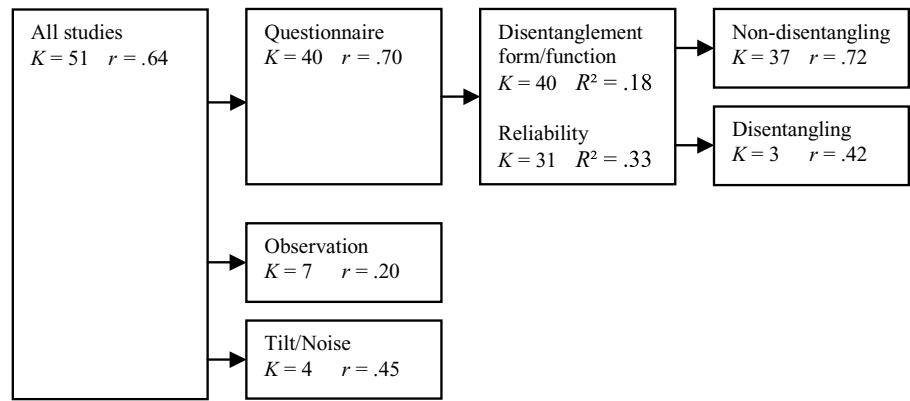 All studies
K = 51 r = .64
Questionnaire
K = 40 r = .70
Disentanglement
form/function
K = 40 R² = .18
Reliability
K = 31 R² = .33
Non-disentangling
K = 37 r = .72
Disentangling
K = 3 r = .42
Observation
K = 7 r = .20
Tilt/Noise
K = 4 r = .45